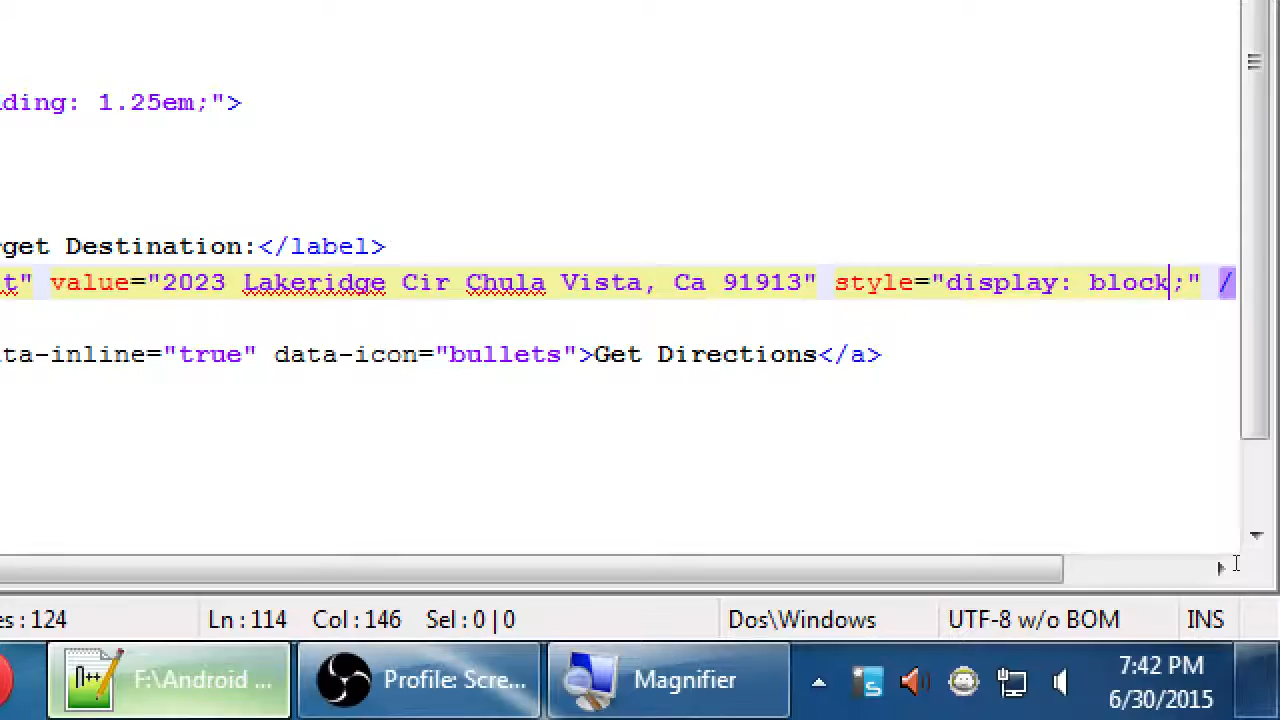 ding: 1.25em;">
rget Destination:</label>
t" value="2023 Lakeridge Cir Chula Vista, Ca 91913" style="display: block;" /
ta-inline="true" data-icon="bullets">Get Directions</a>
es : 124 Ln : 114 Col : 146 Sel : 0 | 0 Dos\Windows UTF-8 w/o BOM INS
F:\Android ... Profile: Scre... Magnifier 7:42 PM
6/30/2015